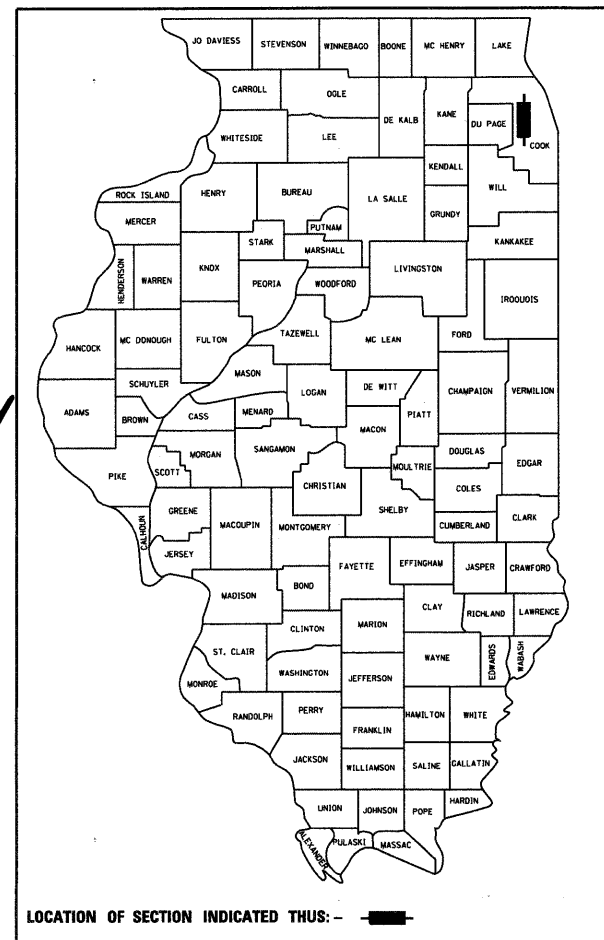 JO DAVIESS STEVENSON WINNEBAGO BOONE MC HENRY LAKE
CARROLL OGLE
DE KALB KANE DU PAGE COOK
WHITESIDE LEE
KENDALL WILL
ROCK ISLAND HENRY BUREAU LA SALLE
MERCER PUTNAM GRUNDY
STARK MARSHALL KANKAKEE
HENDERSON WARREN KNOX PEORIA WOODFORD LIVINGSTON IROQUOIS
HANCOCK MC DONOUGH FULTON TAZEWELL MC LEAN FORD
SCHUYLER MASON
ADAMS BROWN CASS MENARD LOGAN DE WITT PIATT CHAMPAIGN VERMILION
MORGAN SANGAMON MACON DOUGLAS
PIKE SCOTT CHRISTIAN MOULTRIE EDGAR
COLES
GREENE MACOUPIN MONTGOMERY SHELBY CUMBERLAND CLARK
CALHOUN JERSEY
FAYETTE EFFINGHAM JASPER CRAWFORD
MADISON BOND
CLAY RICHLAND LAWRENCE
CLINTON MARION
ST. CLAIR WAYNE EDWARDS WABASH
WASHINGTON JEFFERSON
MONROE
RANDOLPH PERRY HAMILTON WHITE
FRANKLIN
JACKSON WILLIAMSON SALINE GALLATIN
UNION JOHNSON POPE HARDIN
ALEXANDER PULASKI MASSAC
LOCATION OF SECTION INDICATED THUS: -